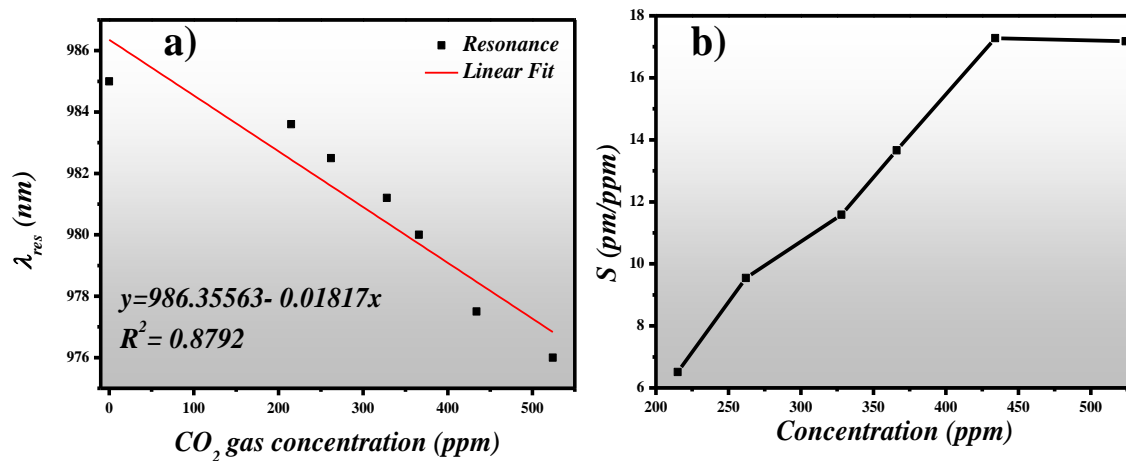 a)
Resonance
Linear Fit
986
984
982
980
978
976
λres (nm)
y=986.35563- 0.01817x
R²= 0.8792
0
100
200
300
400
500
CO₂ gas concentration (ppm)
b)
18
16
14
12
10
8
6
S (pm/ppm)
200
250
300
350
400
450
500
Concentration (ppm)